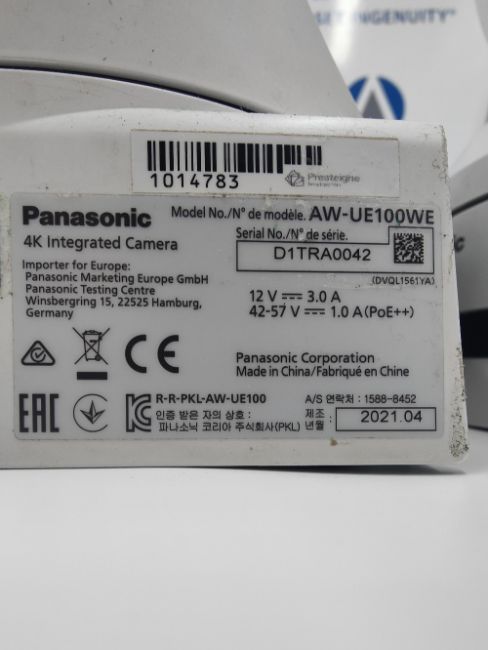 SET INGENUITY"
1014783
Presteigne
Panasonic
Model No./N° de modèle. AW-UE100WE
4K Integrated Camera
Serial No./N° de série.
D1TRA0042
(DVQL1561YA)
Importer for Europe:
Panasonic Marketing Europe GmbH
Panasonic Testing Centre
Winsbergring 15, 22525 Hamburg,
Germany
12 V ⎓ 3.0 A
42-57 V ⎓ 1.0 A (PoE++)
CE
Panasonic Corporation
Made in China/Fabriqué en Chine
EAC
R-R-PKL-AW-UE100
인증 받은 자의 상호 :
파나소닉 코리아 주식회사(PKL)
A/S 연락처 : 1588-8452
제조 :
년월
2021.04
nasonic